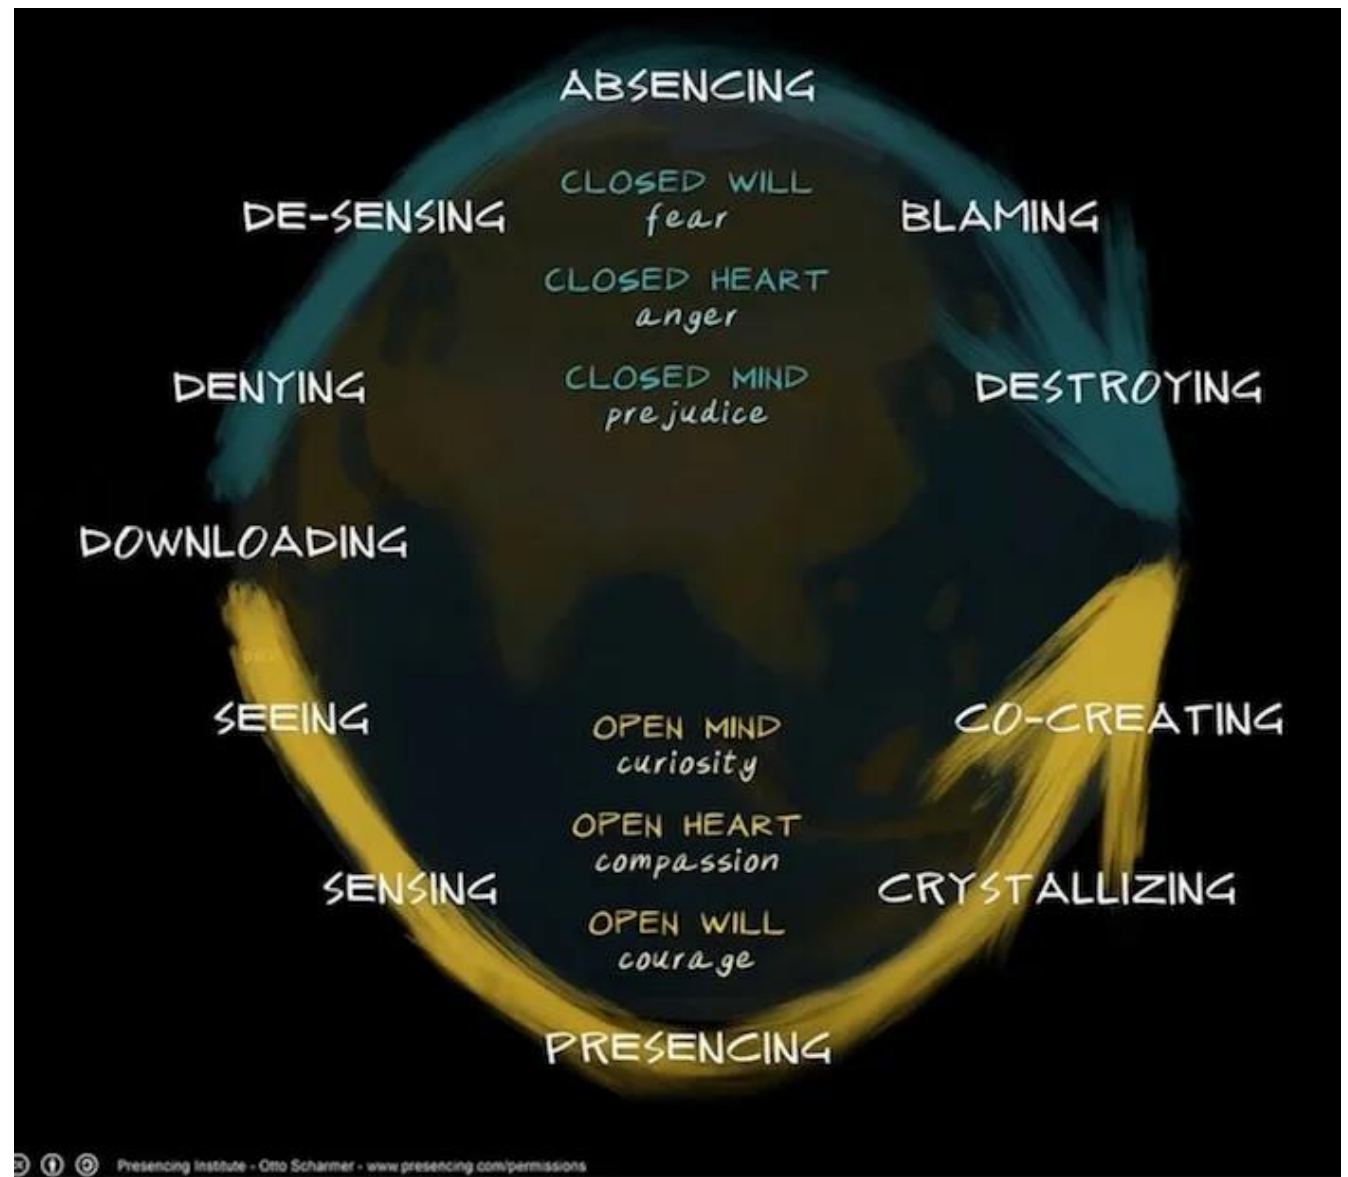 ABSENCING
CLOSED WILL
fear
DE-SENSING
BLAMING
CLOSED HEART
anger
CLOSED MIND
prejudice
DENYING
DESTROYING
DOWNLOADING
SEEING
OPEN MIND
curiosity
CO-CREATING
OPEN HEART
compassion
SENSING
CRYSTALLIZING
OPEN WILL
courage
PRESENCING
Presencing Institute - Otto Scharmer - www.presencing.com/permissions